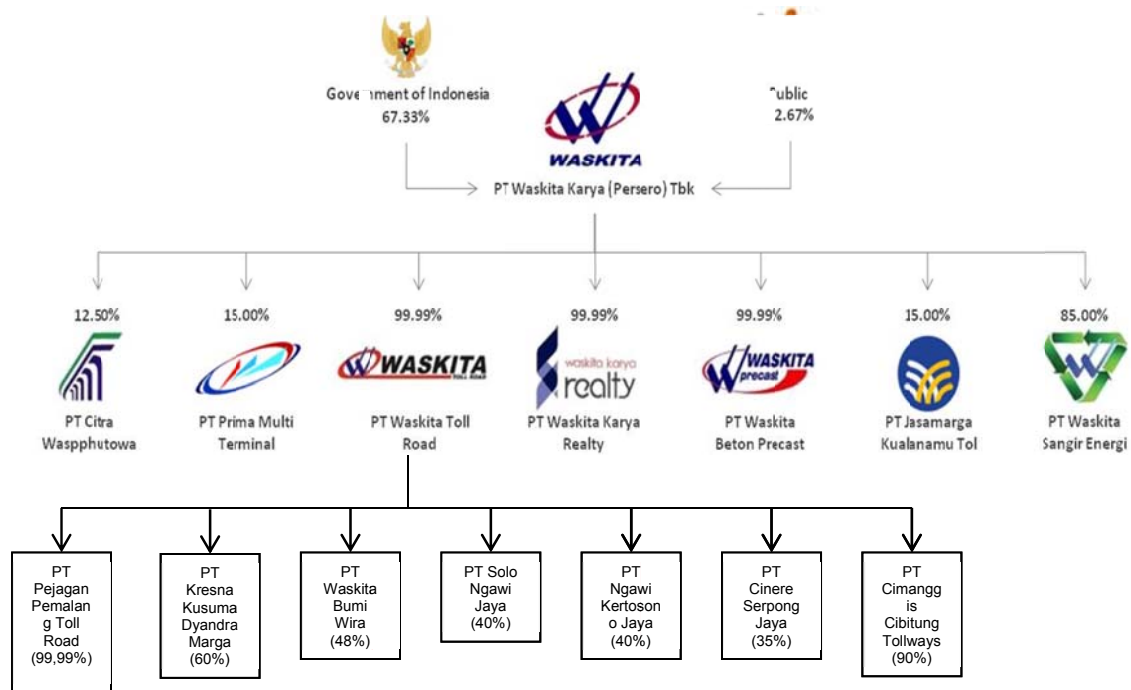 Government of Indonesia
67.33%
ublic
2.67%
WASKITA
PT Waskita Karya (Persero) Tbk
12.50%
15.00%
99.99%
99.99%
99.99%
15.00%
85.00%
WASKITA
TOLL ROAD
waskita karya
realty
WASKITA
precast
PT Citra
Waspphutowa
PT Prima Multi
Terminal
PT Waskita Toll
Road
PT Waskita Karya
Realty
PT Waskita
Beton Precast
PT Jasamarga
Kualanamu Tol
PT Waskita
Sangir Energi
PT
Pejagan
Pemalan
g Toll
Road
(99,99%)
PT
Kresna
Kusuma
Dyandra
Marga
(60%)
PT
Waskita
Bumi
Wira
(48%)
PT Solo
Ngawi
Jaya
(40%)
PT
Ngawi
Kertoson
o Jaya
(40%)
PT
Cinere
Serpong
Jaya
(35%)
PT
Cimangg
is
Cibitung
Tollways
(90%)